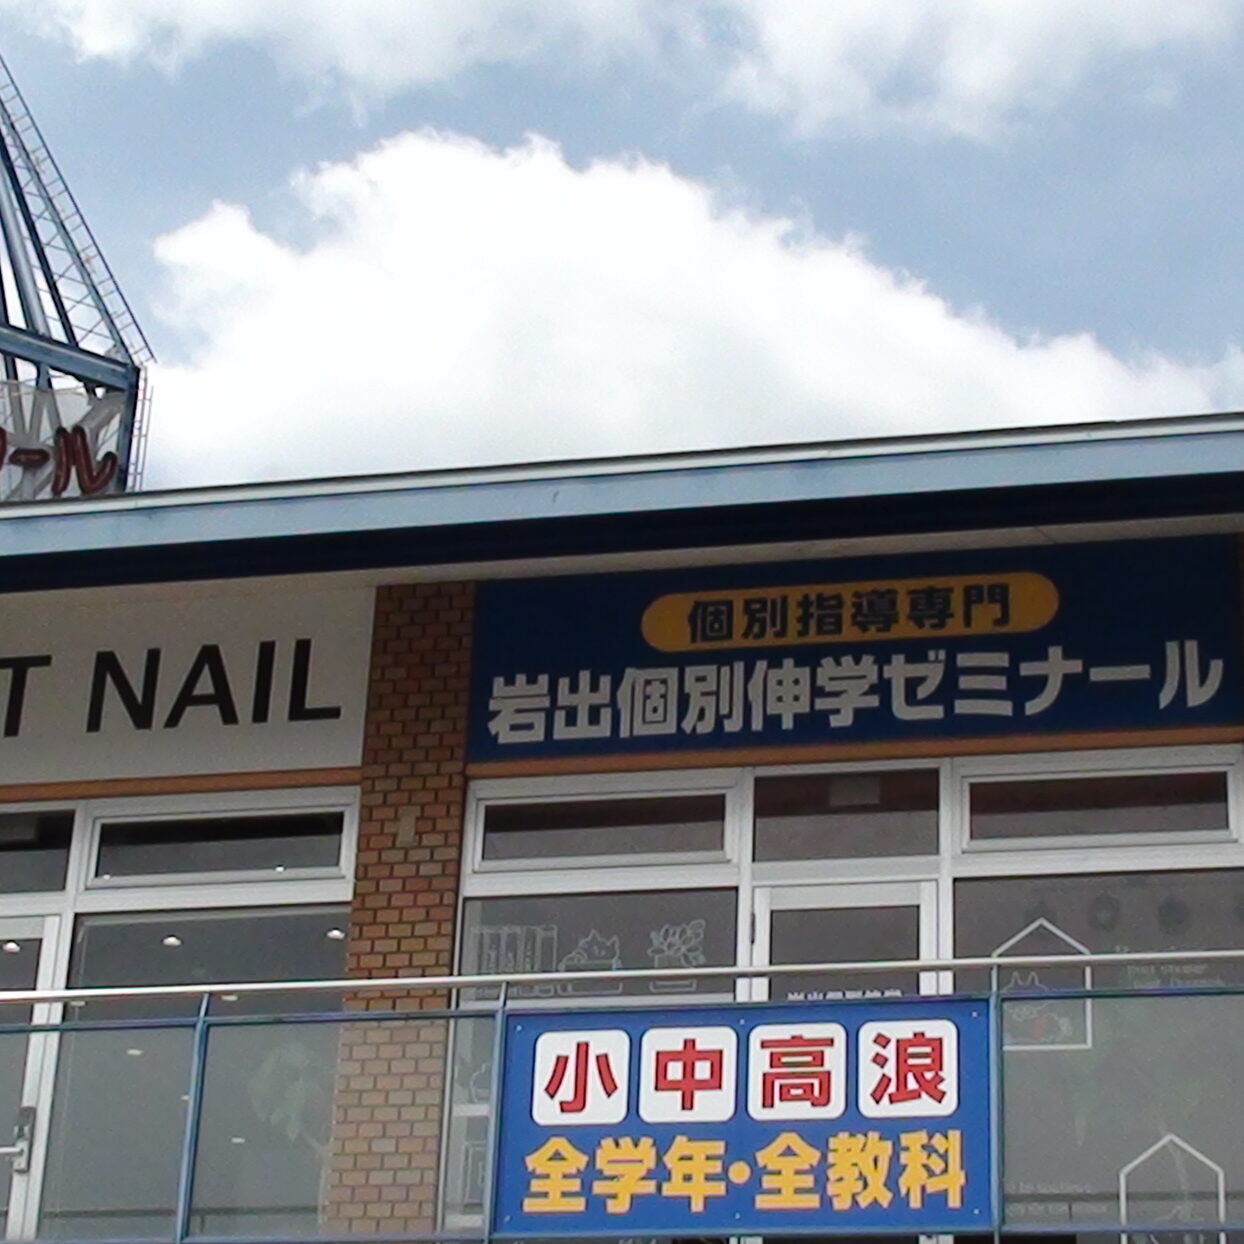 ール
T NAIL
個別指導専門
岩出個別伸学ゼミナール
小中高浪
全学年・全教科